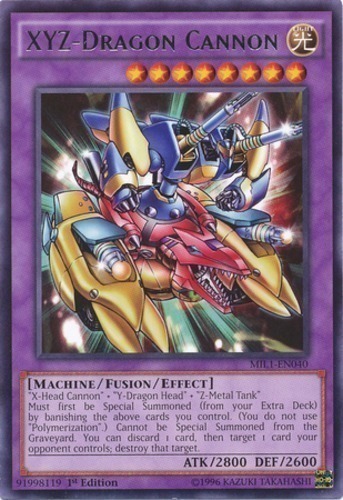 XYZ-DRAGON CANNON
LIGHT
光
MIL1-EN040
[MACHINE/FUSION/EFFECT]
"X-Head Cannon" + "Y-Dragon Head" + "Z-Metal Tank"
Must first be Special Summoned (from your Extra Deck)
by banishing the above cards you control. (You do not use
"Polymerization".) Cannot be Special Summoned from the
Graveyard. You can discard 1 card, then target 1 card your
opponent controls; destroy that target.
ATK/2800 DEF/2600
91998119 1st Edition ©1996 KAZUKI TAKAHASHI